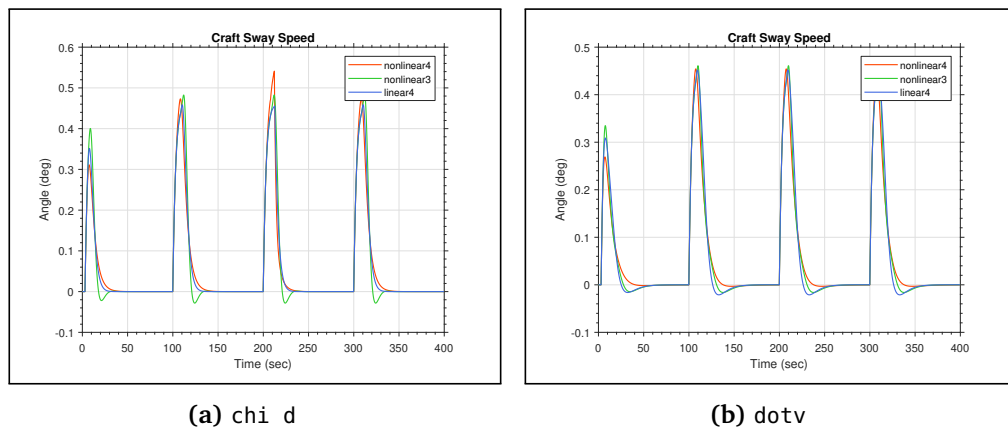 Craft Sway Speed
0.6
0.5
0.4
0.3
0.2
0.1
0
-0.1
Angle (deg)
nonlinear4
nonlinear3
linear4
0 50 100 150 200 250 300 350 400
Time (sec)
(a) chi d
Craft Sway Speed
0.5
0.4
0.3
0.2
0.1
0
-0.1
Angle (deg)
nonlinear4
nonlinear3
linear4
0 50 100 150 200 250 300 350 400
Time (sec)
(b) dotv